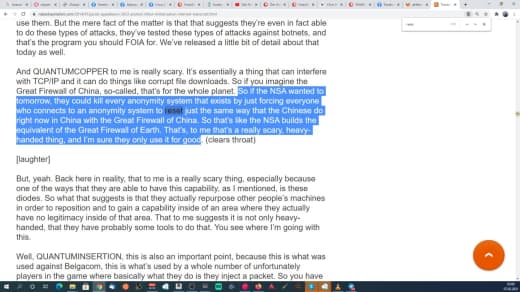 use them. But the mere fact of the matter is that that suggests they're even in fact able
to do these types of attacks, they've tested these types of attacks against botnets, and
that's the program you should FOIA for. We've released a little bit of detail about that
today as well.
And QUANTUMCOPPER to me is really scary. It's essentially a thing that can interfere
with TCP/IP and it can do things like corrupt file downloads. So if you imagine the
Great Firewall of China, so-called, that's for the whole planet. So if the NSA wanted to
tomorrow, they could kill every anonymity system that exists by just forcing everyone
who connects to an anonymity system to reset just the same way that the Chinese do
right now in China with the Great Firewall of China. So that's like the NSA builds the
equivalent of the Great Firewall of Earth. That's, to me that's a really scary, heavy-
handed thing, and I'm sure they only use it for good. (clears throat)
[laughter]
But, yeah. Back here in reality, that to me is a really scary thing, especially because
one of the ways that they are able to have this capability, as I mentioned, is these
diodes. So what that suggests is that they actually repurpose other people's machines
in order to reposition and to gain a capability inside of an area where they actually
have no legitimacy inside of that area. That to me suggests it is not only heavy-
handed, that they have probably some tools to do that. You see where I'm going with
this.
Well, QUANTUMINSERTION, this is also an important point, because this is what was
used against Belgacom, this is what's used by a whole number of unfortunately
players in the game where basically what they do is they inject a packet. So you have